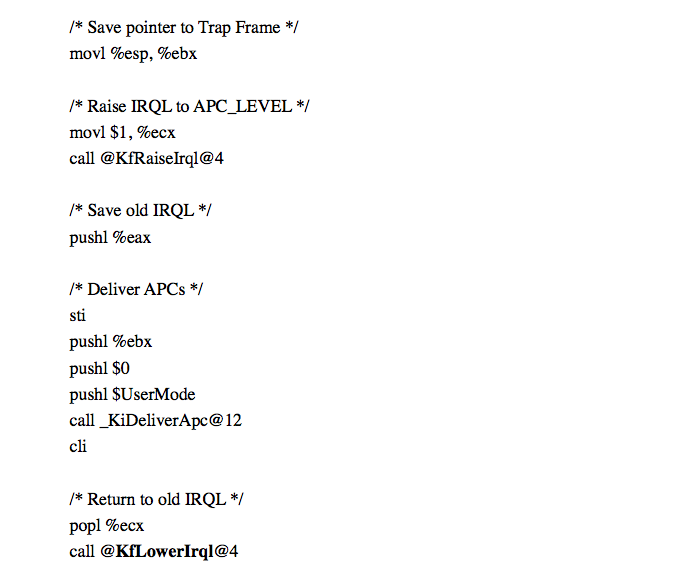 /* Save pointer to Trap Frame */
movl %esp, %ebx
/* Raise IRQL to APC_LEVEL */
movl $1, %ecx
call @KfRaiseIrql@4
/* Save old IRQL */
pushl %eax
/* Deliver APCs */
sti
pushl %ebx
pushl $0
pushl $UserMode
call _KiDeliverApc@12
cli
/* Return to old IRQL */
popl %ecx
call @KfLowerIrql@4